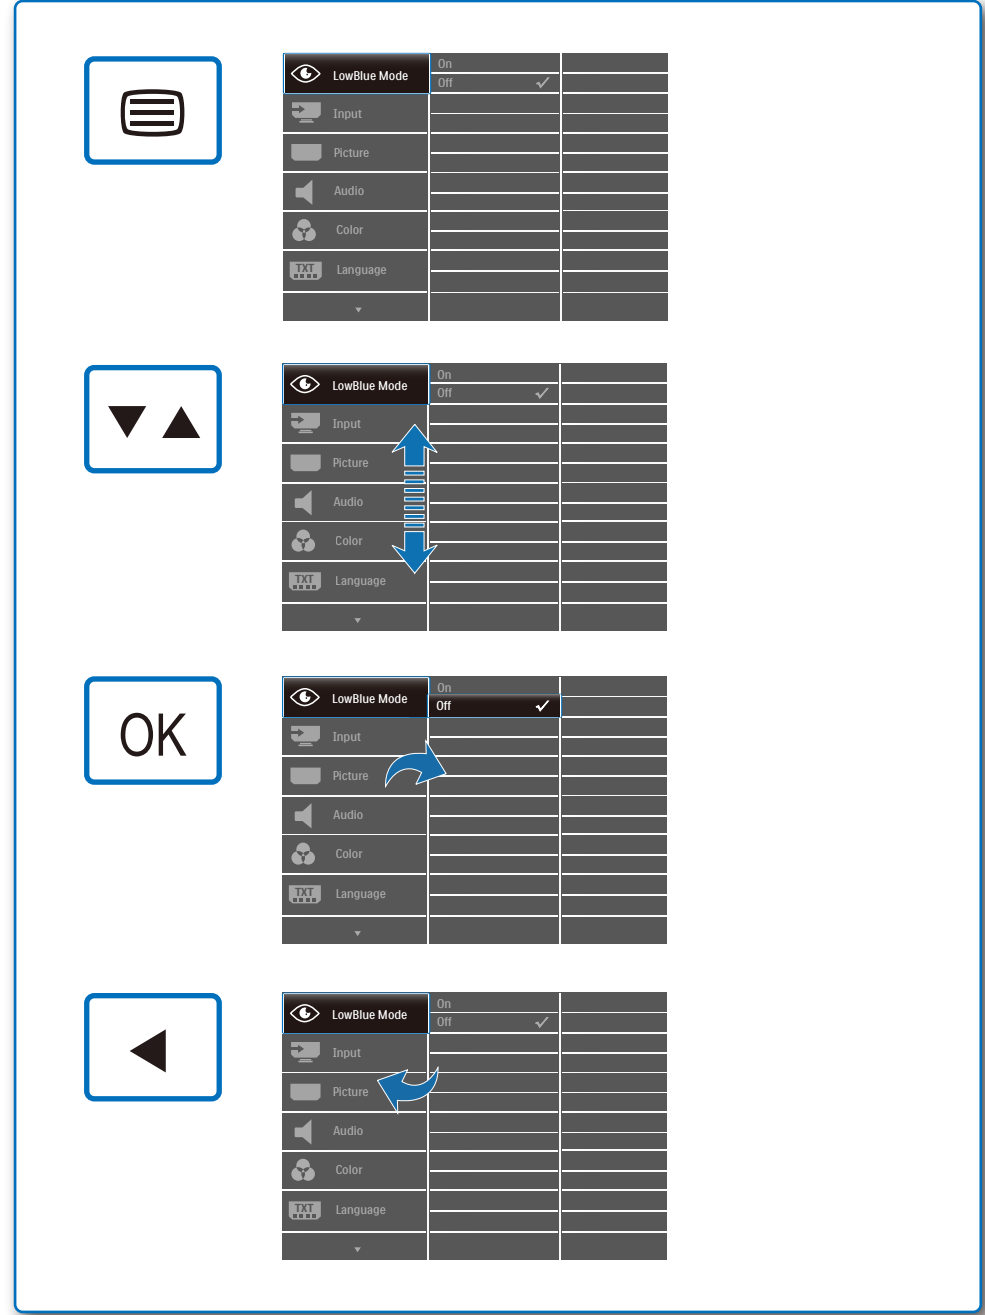 LowBlue Mode
On
Off
Input
Picture
Audio
Color
TXT
Language
LowBlue Mode
On
Off
Input
Picture
Audio
Color
TXT
Language
OK
LowBlue Mode
On
Off
Input
Picture
Audio
Color
TXT
Language
LowBlue Mode
On
Off
Input
Picture
Audio
Color
TXT
Language